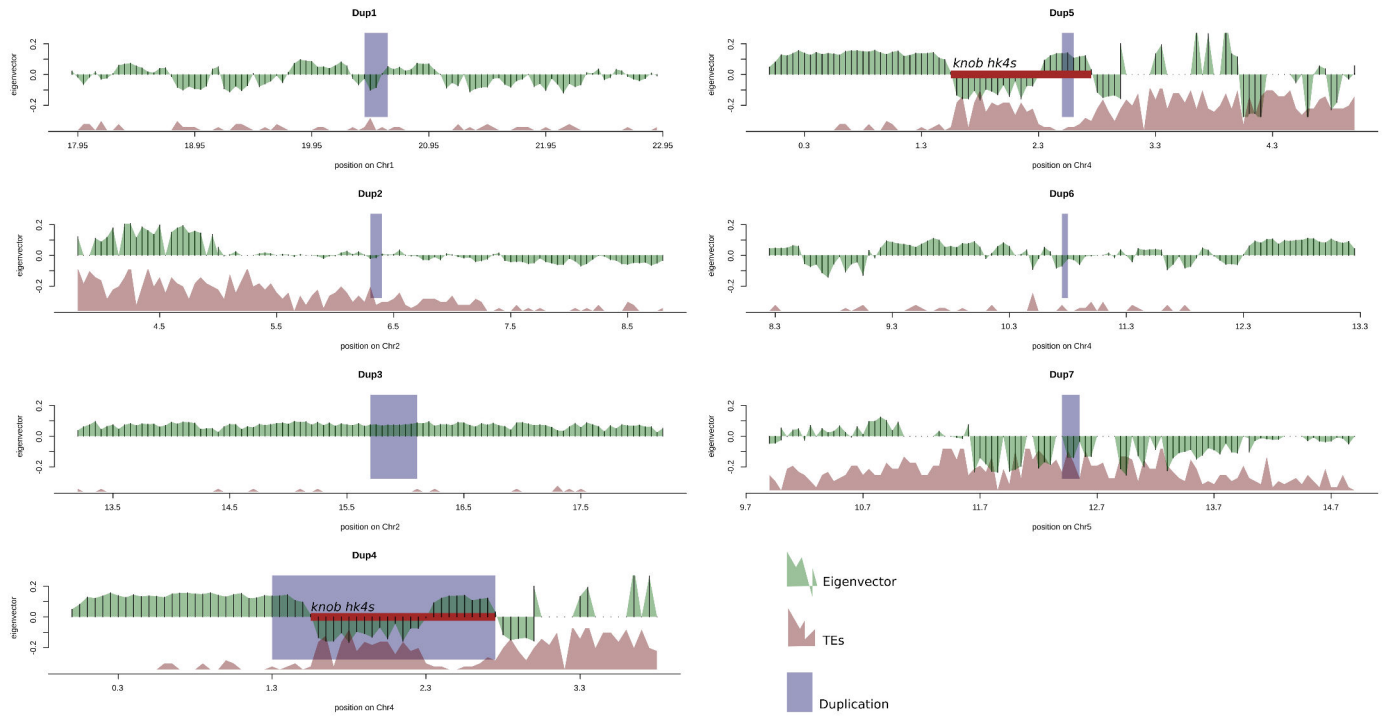 Dup1
eigenvector
0.2
0.0
-0.2
17.95 18.95 19.95 20.95 21.95 22.95
position on Chr1
Dup2
eigenvector
0.2
0.0
-0.2
4.5 5.5 6.5 7.5 8.5
position on Chr2
Dup3
eigenvector
0.2
0.0
-0.2
13.5 14.5 15.5 16.5 17.5
position on Chr2
Dup4
eigenvector
0.2
0.0
-0.2
knob hk4s
0.3 1.3 2.3 3.3
position on Chr4
Dup5
eigenvector
0.2
0.0
-0.2
knob hk4s
0.3 1.3 2.3 3.3 4.3
position on Chr4
Dup6
eigenvector
0.2
0.0
-0.2
8.3 9.3 10.3 11.3 12.3 13.3
position on Chr4
Dup7
eigenvector
0.2
0.0
-0.2
9.7 10.7 11.7 12.7 13.7 14.7
position on Chr5
Eigenvector
TEs
Duplication